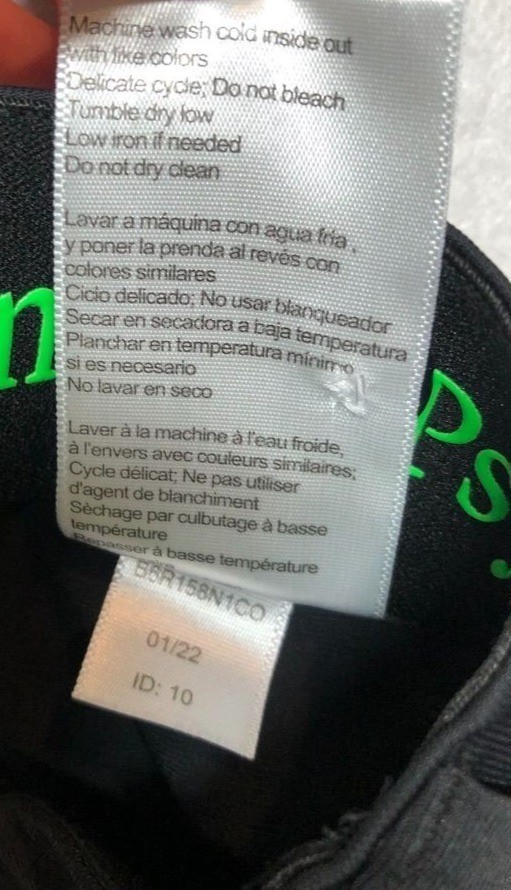 Machine wash cold inside out
with like colors
Delicate cycle; Do not bleach
Tumble dry low
Low iron if needed
Do not dry clean
Lavar a máquina con agua fría,
y poner la prenda al revés con
colores similares
Ciclo delicado; No usar blanqueador
Secar en secadora a baja temperatura
Planchar en temperatura mínimo
si es necesario
No lavar en seco
Laver à la machine à l'eau froide,
à l'envers avec couleurs similaires;
Cycle délicat; Ne pas utiliser
d'agent de blanchiment
Sèchage par culbutage à basse
température
Repasser à basse température
B5R158N1CO
01/22
ID: 10
n
Ps